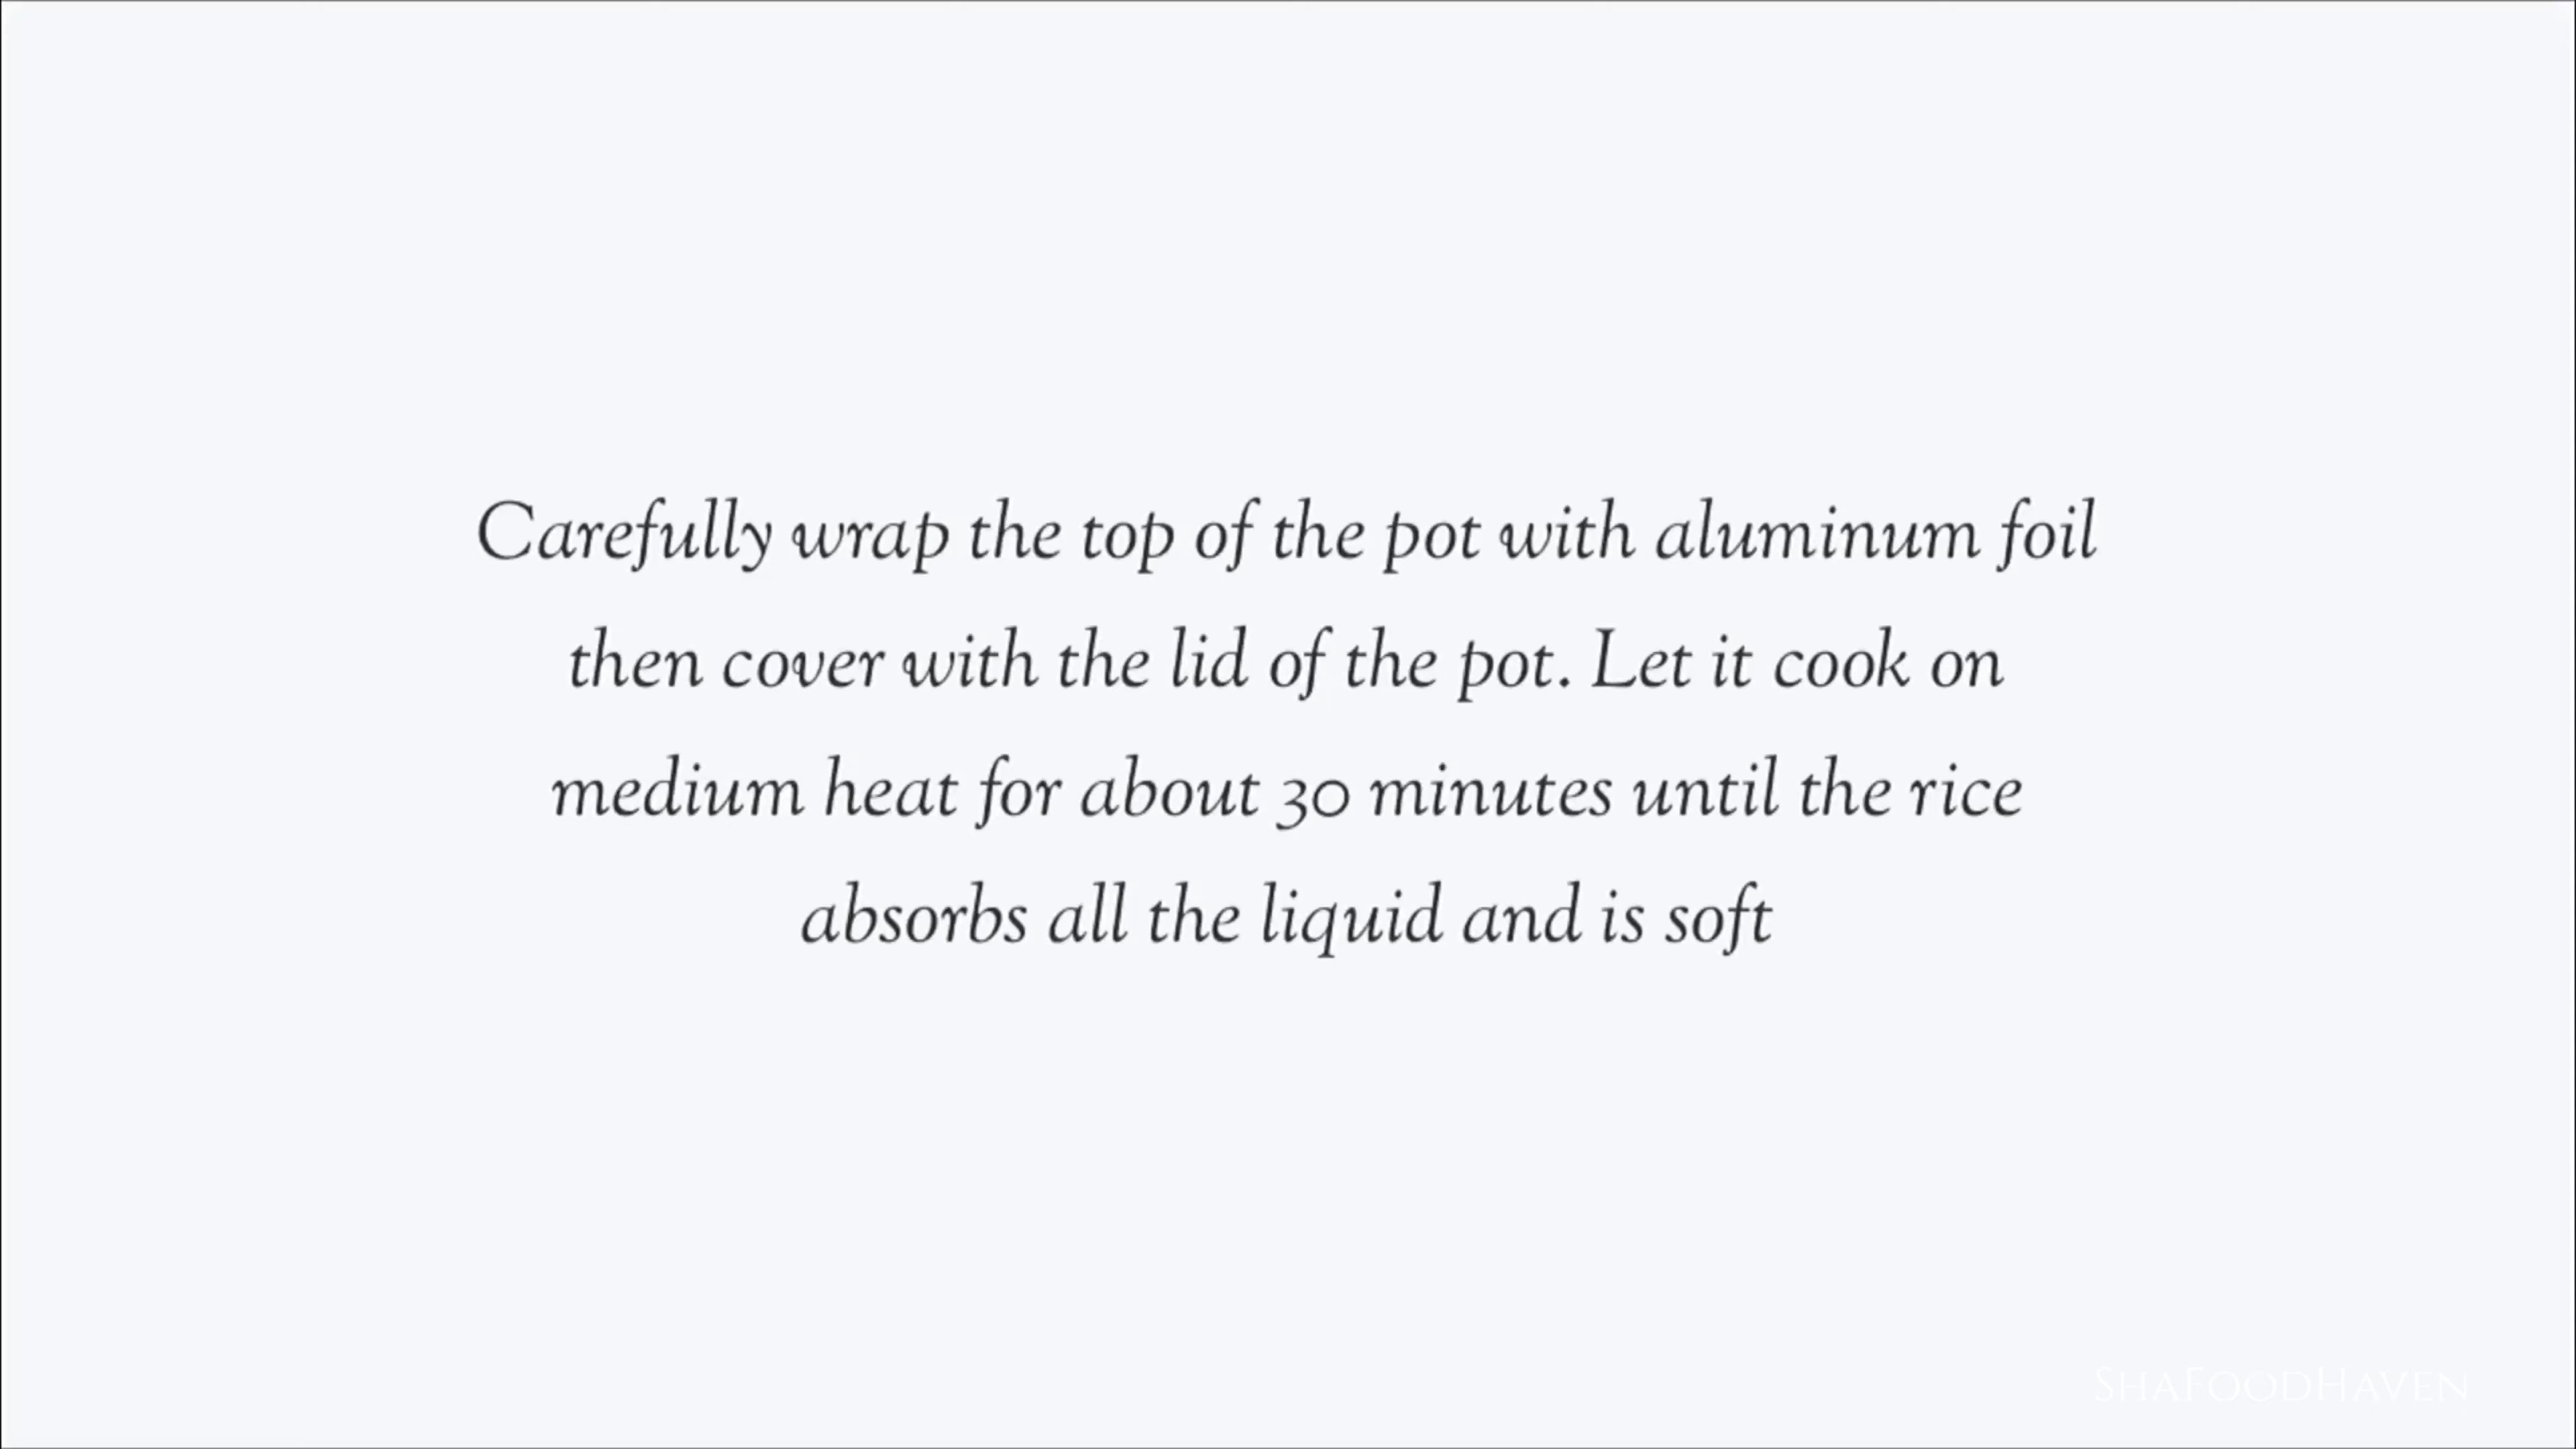 Carefully wrap the top of the pot with aluminum foil
then cover with the lid of the pot. Let it cook on
medium heat for about 30 minutes until the rice
absorbs all the liquid and is soft
SHAFOODHAVEN